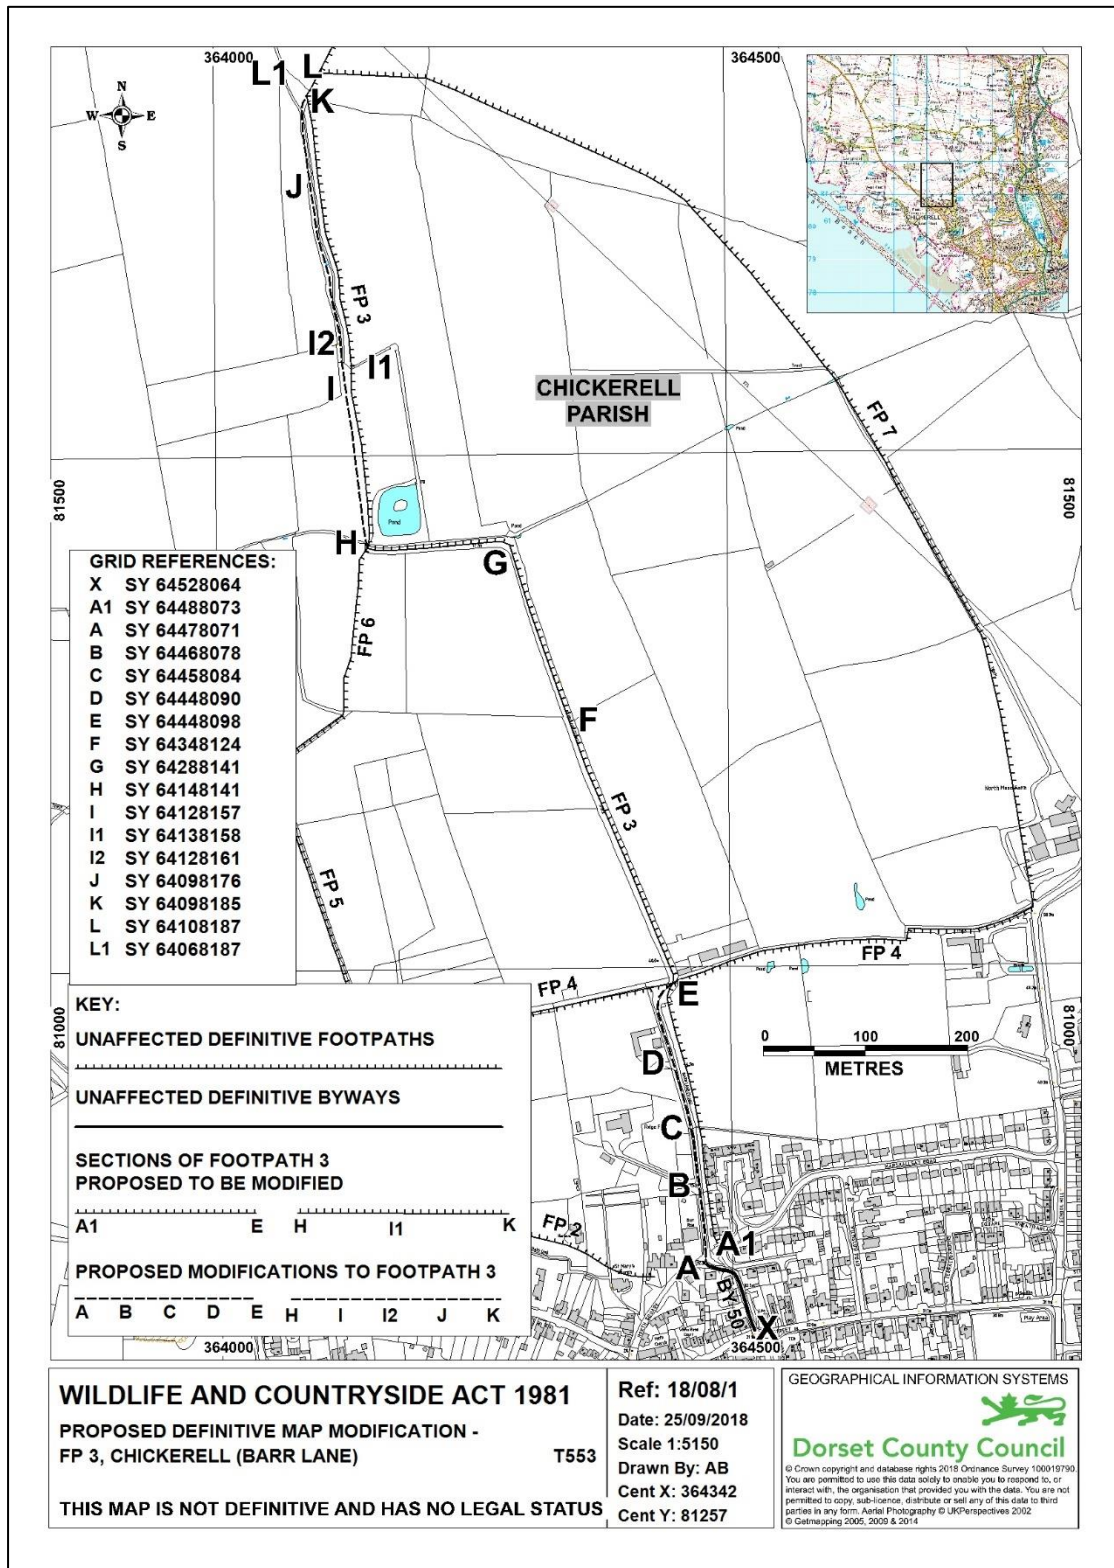 364000
364500
L1
L
K
N
W
E
S
J
FP 3
I2
I1
I
CHICKERELL
PARISH
FP 7
Track
Pond
81500
81500
Pond
Pond
H
G
GRID REFERENCES:
X SY 64528064
A1 SY 64488073
A SY 64478071
B SY 64468078
C SY 64458084
D SY 64448090
E SY 64448098
F SY 64348124
G SY 64288141
H SY 64148141
I SY 64128157
I1 SY 64138158
I2 SY 64128161
J SY 64098176
K SY 64098185
L SY 64108187
L1 SY 64068187
FP 6
F
FP 3
FP 5
Pond
FP 4
FP 4
E
Pond
Pond
81000
81000
0 100 200
METRES
D
C
B
A1
A
FP 2
BY 50
X
Play Area
KEY:
UNAFFECTED DEFINITIVE FOOTPATHS
UNAFFECTED DEFINITIVE BYWAYS
SECTIONS OF FOOTPATH 3
PROPOSED TO BE MODIFIED
A1 E H I1 K
PROPOSED MODIFICATIONS TO FOOTPATH 3
A B C D E H I I2 J K
364000
364500
WILDLIFE AND COUNTRYSIDE ACT 1981
PROPOSED DEFINITIVE MAP MODIFICATION -
FP 3, CHICKERELL (BARR LANE) T553
THIS MAP IS NOT DEFINITIVE AND HAS NO LEGAL STATUS
Ref: 18/08/1
Date: 25/09/2018
Scale 1:5150
Drawn By: AB
Cent X: 364342
Cent Y: 81257
GEOGRAPHICAL INFORMATION SYSTEMS
Dorset County Council
© Crown copyright and database rights 2018 Ordnance Survey 100019790.
You are permitted to use this data solely to enable you to respond to, or
interact with, the organisation that provided you with the data. You are not
permitted to copy, sub-licence, distribute or sell any of this data to third
parties in any form. Aerial Photography © UKPerspectives 2002
© Getmapping 2005, 2009 & 2014